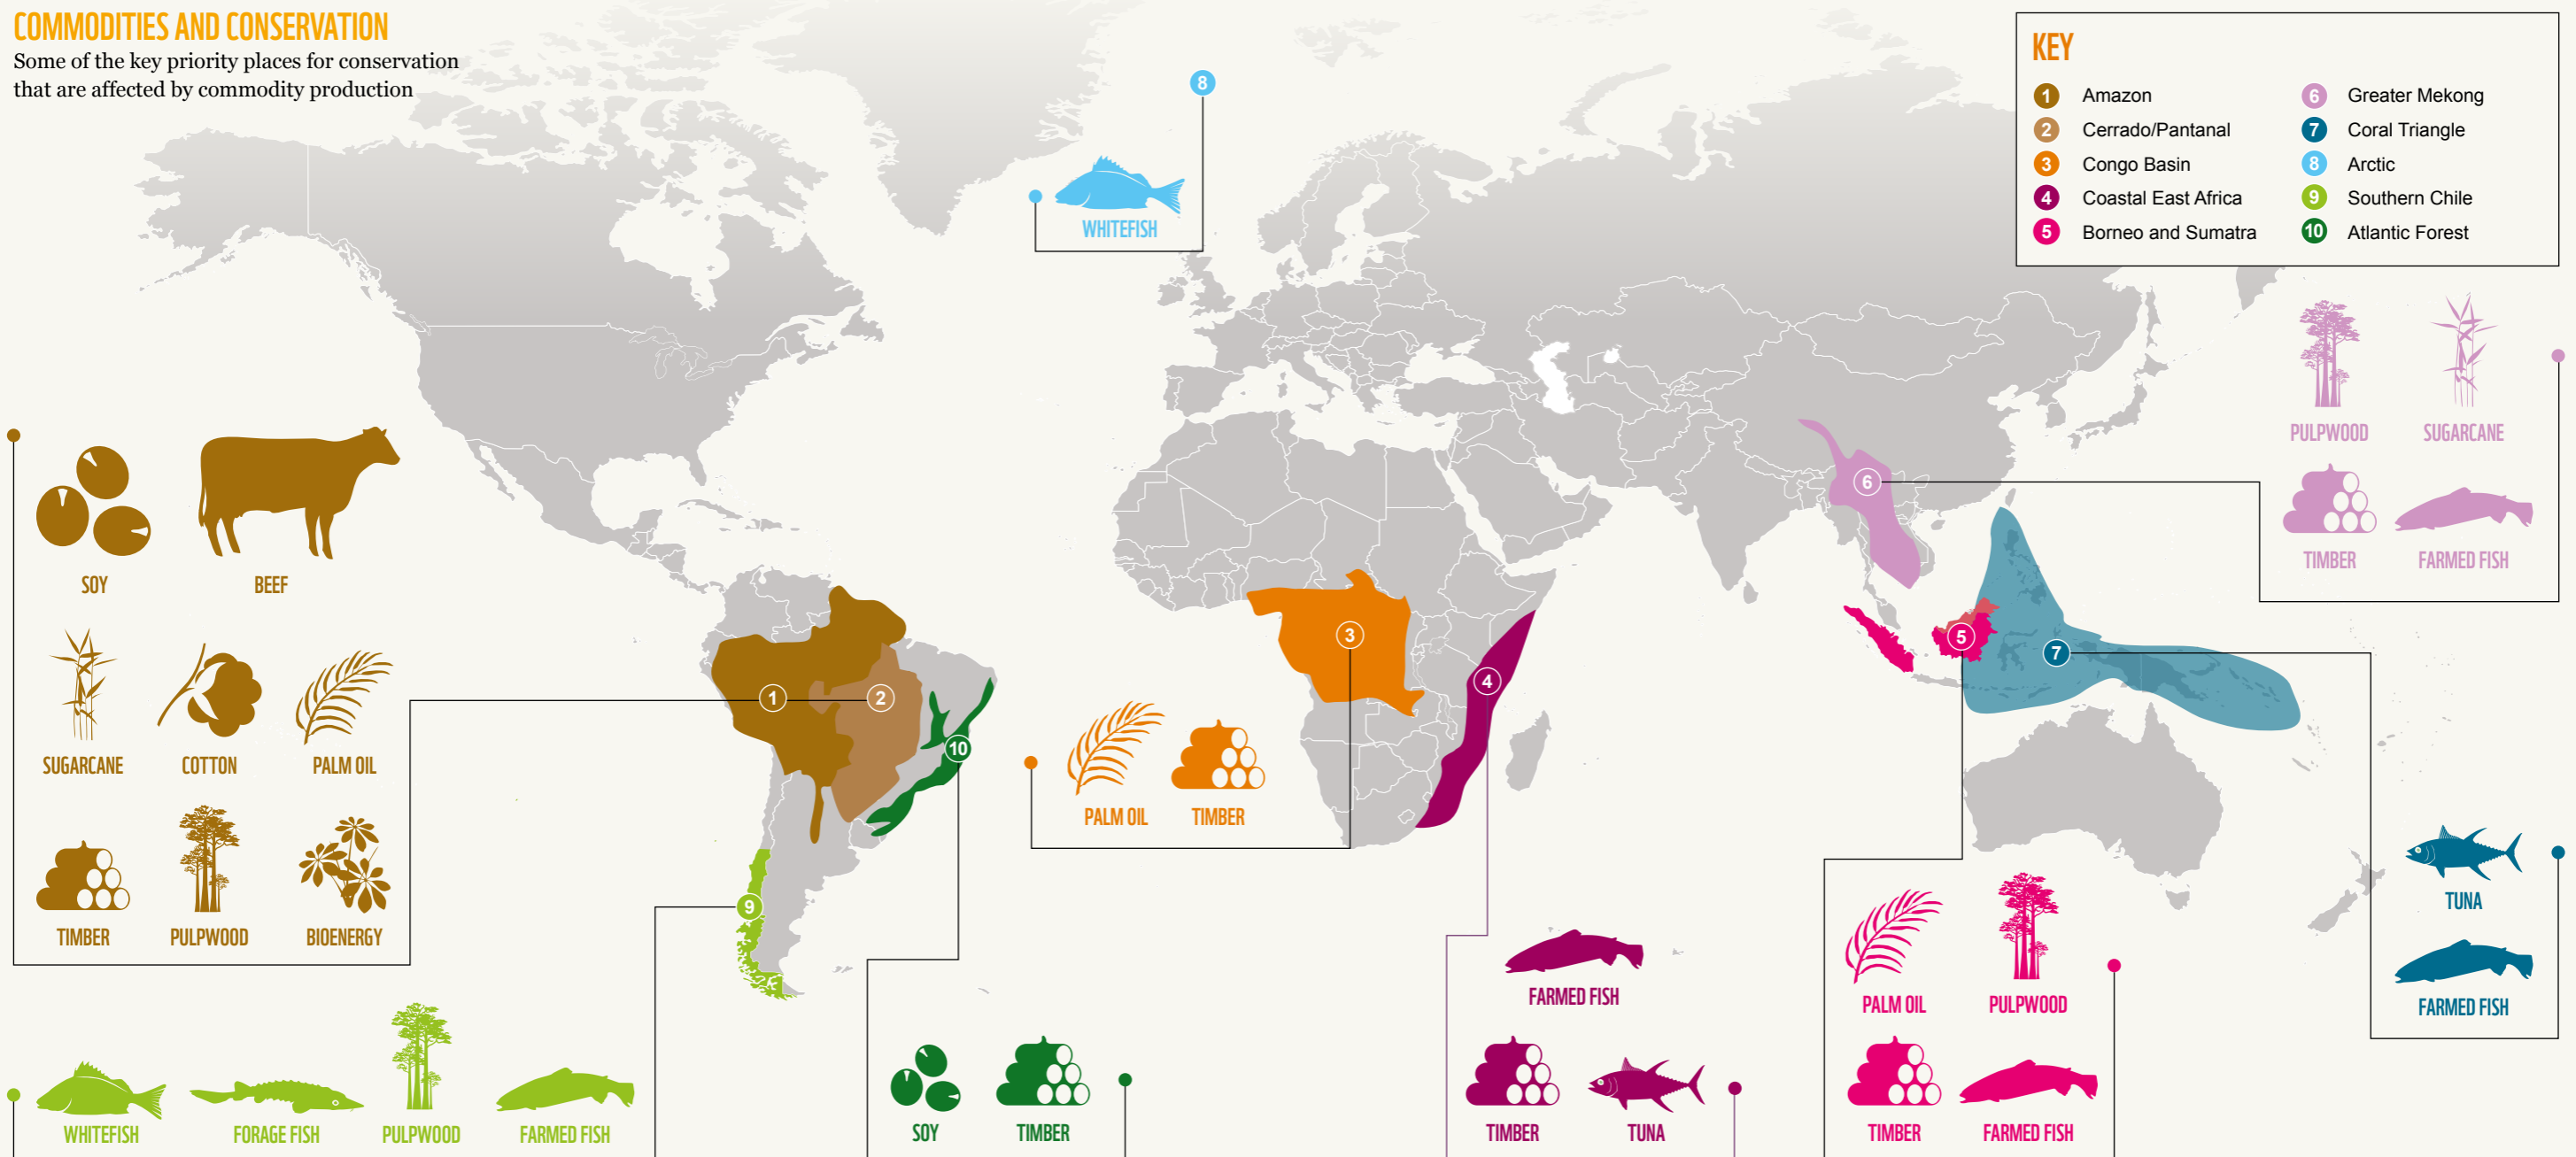 COMMODITIES AND CONSERVATION
Some of the key priority places for conservation
that are affected by commodity production
KEY
1 Amazon
2 Cerrado/Pantanal
3 Congo Basin
4 Coastal East Africa
5 Borneo and Sumatra
6 Greater Mekong
7 Coral Triangle
8 Arctic
9 Southern Chile
10 Atlantic Forest
8
WHITEFISH
PULPWOOD SUGARCANE
TIMBER FARMED FISH
6
SOY BEEF
SUGARCANE COTTON PALM OIL
TIMBER PULPWOOD BIOENERGY
1 2
10
9
3
4
5
7
PALM OIL TIMBER
TUNA
FARMED FISH
FARMED FISH
TIMBER TUNA
PALM OIL PULPWOOD
TIMBER FARMED FISH
WHITEFISH FORAGE FISH PULPWOOD FARMED FISH
SOY TIMBER